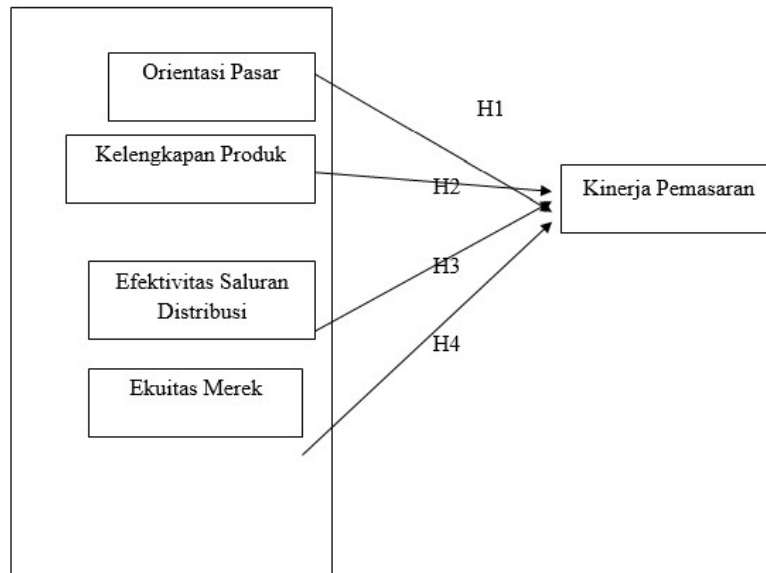 Orientasi Pasar
H1
Kelengkapan Produk
H2
Kinerja Pemasaran
Efektivitas Saluran
Distribusi
H3
H4
Ekuitas Merek